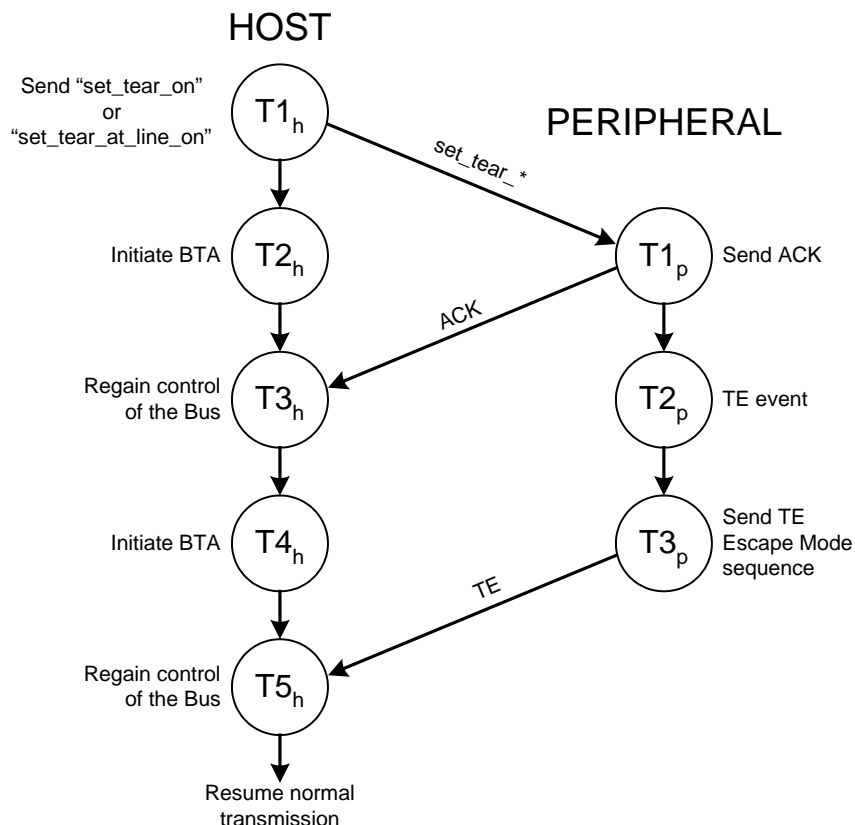 HOST
Send “set_tear_on”
or
“set_tear_at_line_on”
T1h
PERIPHERAL
set_tear_*
Initiate BTA
T2h
T1p
Send ACK
ACK
Regain control
of the Bus
T3h
T2p
TE event
Initiate BTA
T4h
T3p
Send TE
Escape Mode
sequence
TE
Regain control
of the Bus
T5h
Resume normal
transmission